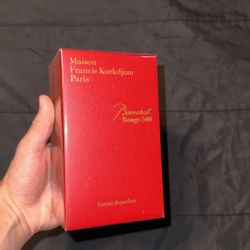 Maison
Francis Kurkdjian
Paris
Baccarat
Rouge 540
Extrait de parfum